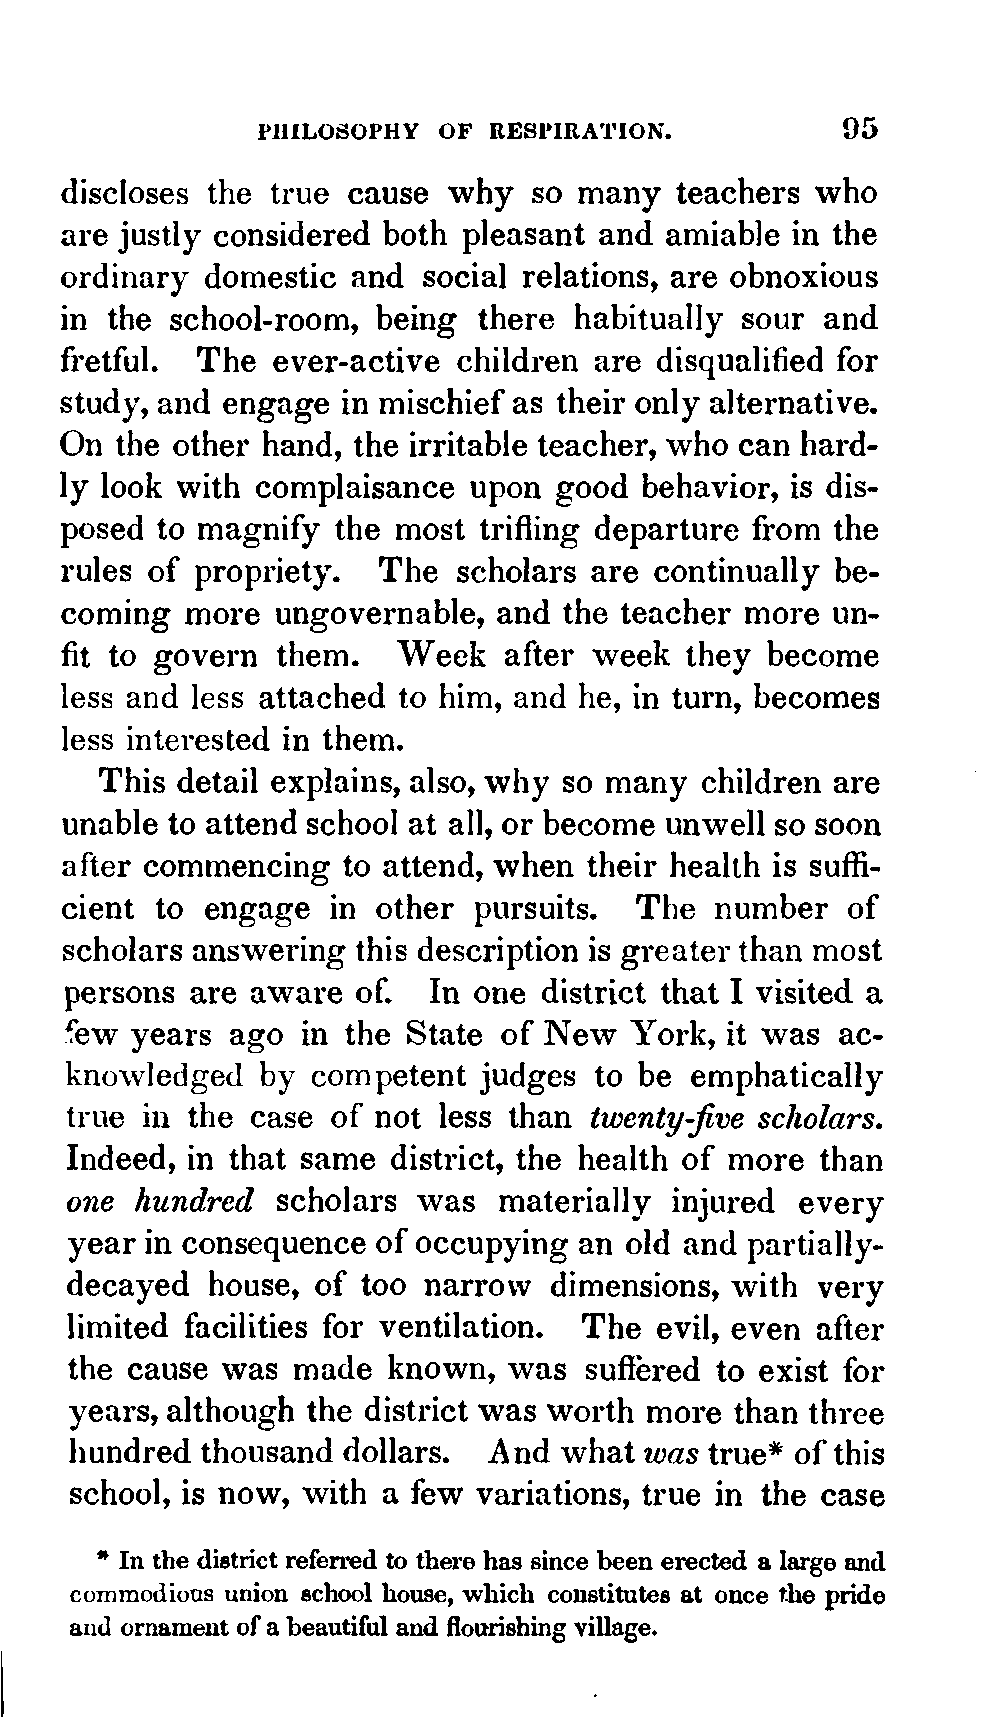 PHILOSOPHY OF RESPIRATION. 95
discloses the true cause why so many teachers who
are justly considered both pleasant and amiable in the
ordinary domestic and social relations, are obnoxious
in the school-room, being there habitually sour and
fretful. The ever-active children are disqualified for
study, and engage in mischief as their only alternative.
On the other hand, the irritable teacher, who can hard-
ly look with complaisance upon good behavior, is dis-
posed to magnify the most trifling departure from the
rules of propriety. The scholars are continually be-
coming more ungovernable, and the teacher more un-
fit to govern them. Week after week they become
less and less attached to him, and he, in turn, becomes
less interested in them.
This detail explains, also, why so many children are
unable to attend school at all, or become unwell so soon
after commencing to attend, when their health is suffi-
cient to engage in other pursuits. The number of
scholars answering this description is greater than most
persons are aware of. In one district that I visited a
few years ago in the State of New York, it was ac-
knowledged by competent judges to be emphatically
true in the case of not less than twenty-five scholars.
Indeed, in that same district, the health of more than
one hundred scholars was materially injured every
year in consequence of occupying an old and partially-
decayed house, of too narrow dimensions, with very
limited facilities for ventilation. The evil, even after
the cause was made known, was suffered to exist for
years, although the district was worth more than three
hundred thousand dollars. And what was true* of this
school, is now, with a few variations, true in the case
* In the district referred to there has since been erected a large and
commodious union school house, which constitutes at once the pride
and ornament of a beautiful and flourishing village.